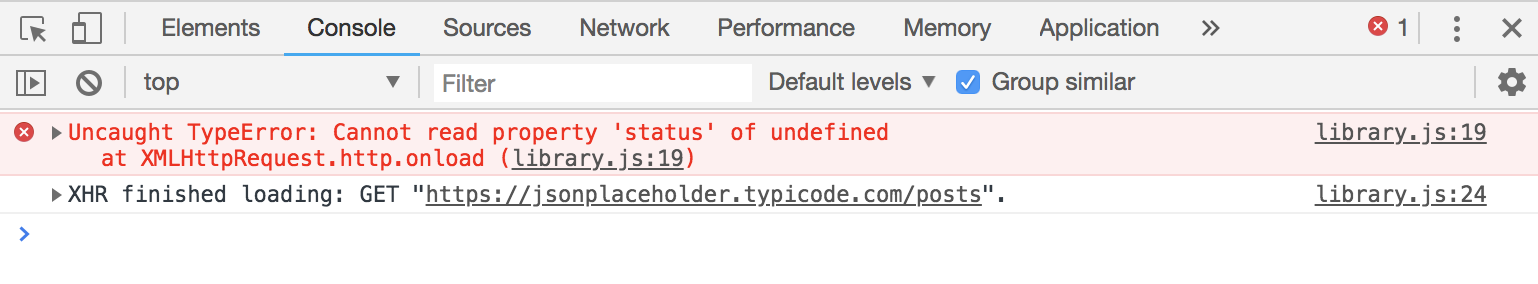 Elements Console Sources Network Performance Memory Application » 1
top Filter Default levels Group similar
Uncaught TypeError: Cannot read property 'status' of undefined library.js:19
at XMLHttpRequest.http.onload (library.js:19)
XHR finished loading: GET "https://jsonplaceholder.typicode.com/posts". library.js:24